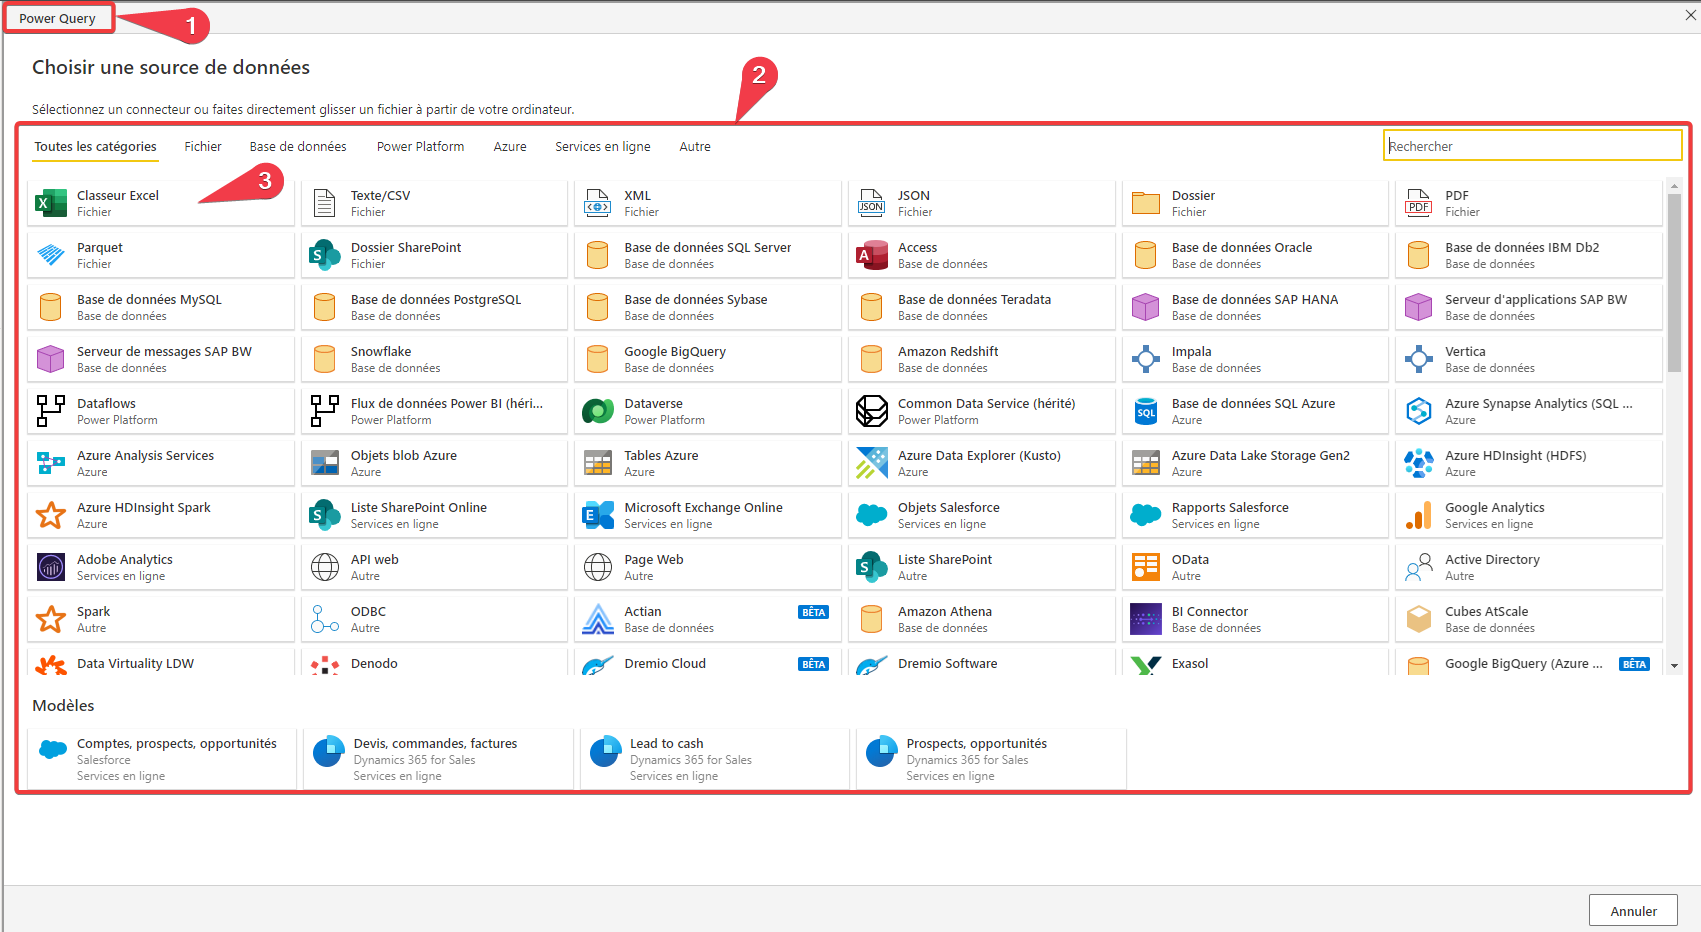 Power Query
1
Choisir une source de données
2
Sélectionnez un connecteur ou faites directement glisser un fichier à partir de votre ordinateur.
Toutes les catégories Fichier Base de données Power Platform Azure Services en ligne Autre Rechercher
3
Classeur Excel Texte/CSV XML JSON Dossier PDF
Fichier Fichier Fichier Fichier Fichier Fichier
Parquet Dossier SharePoint Base de données SQL Server Access Base de données Oracle Base de données IBM Db2
Fichier Fichier Base de données Base de données Base de données Base de données
Base de données MySQL Base de données PostgreSQL Base de données Sybase Base de données Teradata Base de données SAP HANA Serveur d'applications SAP BW
Base de données Base de données Base de données Base de données Base de données Base de données
Serveur de messages SAP BW Snowflake Google BigQuery Amazon Redshift Impala Vertica
Base de données Base de données Base de données Base de données Base de données Base de données
Dataflows Flux de données Power BI (héri... Dataverse Common Data Service (hérité) Base de données SQL Azure Azure Synapse Analytics (SQL ...
Power Platform Power Platform Power Platform Power Platform Azure Azure
Azure Analysis Services Objets blob Azure Tables Azure Azure Data Explorer (Kusto) Azure Data Lake Storage Gen2 Azure HDInsight (HDFS)
Azure Azure Azure Azure Azure Azure
Azure HDInsight Spark Liste SharePoint Online Microsoft Exchange Online Objets Salesforce Rapports Salesforce Google Analytics
Azure Services en ligne Services en ligne Services en ligne Services en ligne Services en ligne
Adobe Analytics API web Page Web Liste SharePoint OData Active Directory
Services en ligne Autre Autre Autre Autre Autre
Spark ODBC Actian BÊTA Amazon Athena BI Connector Cubes AtScale
Autre Autre Base de données Base de données Base de données Base de données
Data Virtuality LDW Denodo Dremio Cloud BÊTA Dremio Software Exasol Google BigQuery (Azure ... BÊTA
Modèles
Comptes, prospects, opportunités Devis, commandes, factures Lead to cash Prospects, opportunités
Salesforce Dynamics 365 for Sales Dynamics 365 for Sales Dynamics 365 for Sales
Services en ligne Services en ligne Services en ligne Services en ligne
Annuler